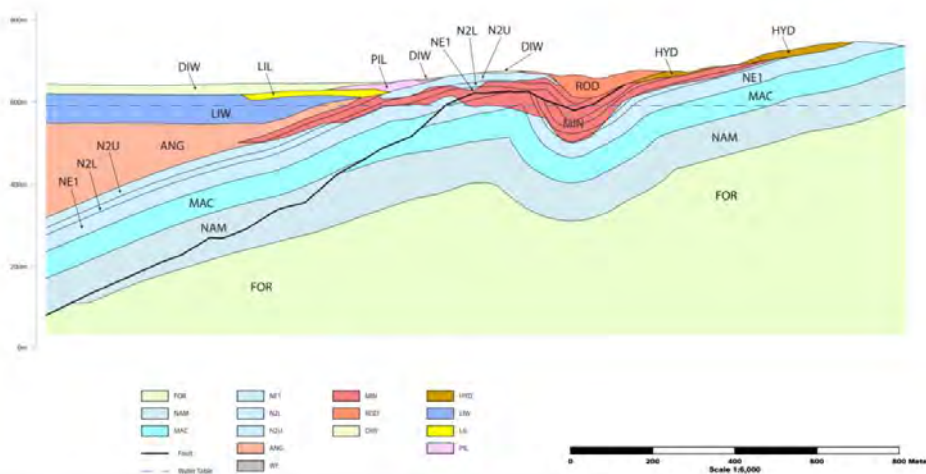 800m
HYD
N2L
N2U
NE1
DIW
DIW
HYD
PIL
DIW
LIL
NE1
600m
ROD
LIW
MAC
MIN
ANG
NAM
N2U
N2L
400m
NE1
MAC
FOR
NAM
200m
FOR
0m
FOR
NE1
MIN
HYD
NAM
N2L
ROD
LIW
MAC
N2U
DIW
LIL
Fault
ANG
PIL
Water Table
0 200 400 600 800 Meters
Scale 1:6,000